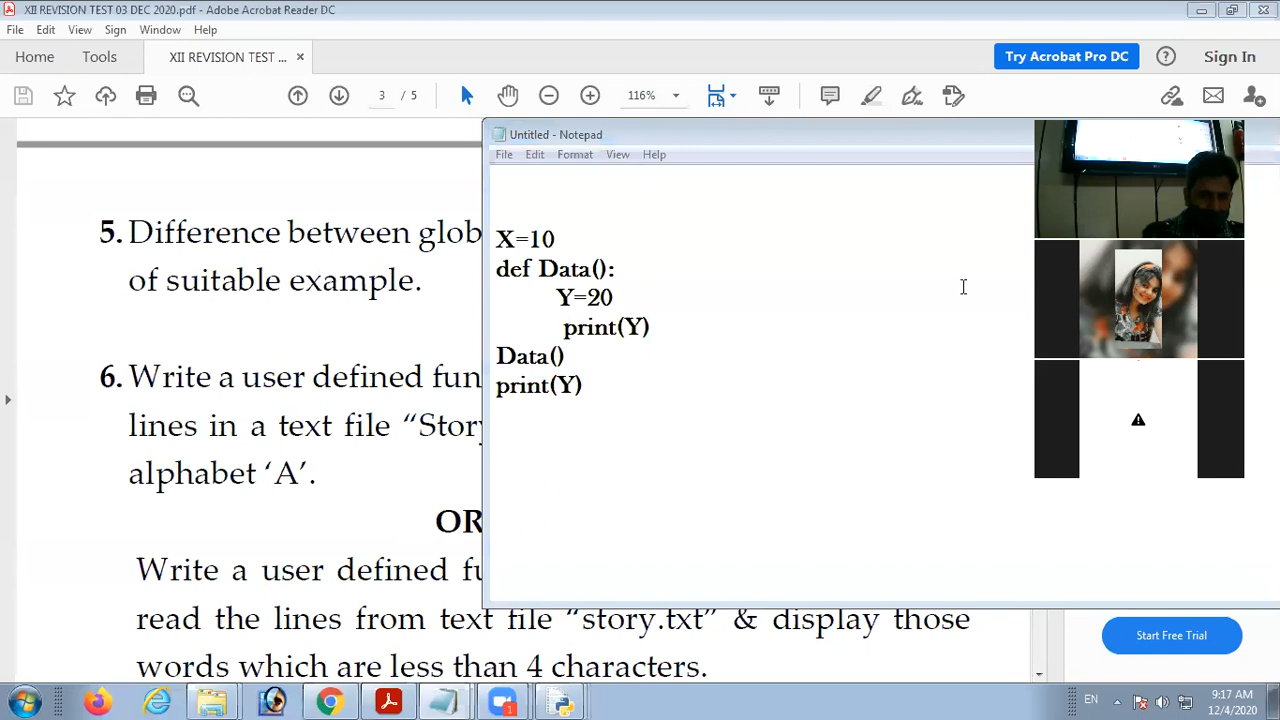 XII REVISION TEST 03 DEC 2020.pdf - Adobe Acrobat Reader DC
File Edit View Sign Window Help
Home Tools XII REVISION TEST ... × Try Acrobat Pro DC Sign In
3 / 5 116%
Untitled - Notepad
File Edit Format View Help
5. Difference between glob
of suitable example.
6. Write a user defined fun
lines in a text file “Story
alphabet ‘A’.
OR
Write a user defined fu
read the lines from text file “story.txt” & display those
words which are less than 4 characters.
X=10
def Data():
Y=20
print(Y)
Data()
print(Y)
Start Free Trial
1
EN 9:17 AM
12/4/2020